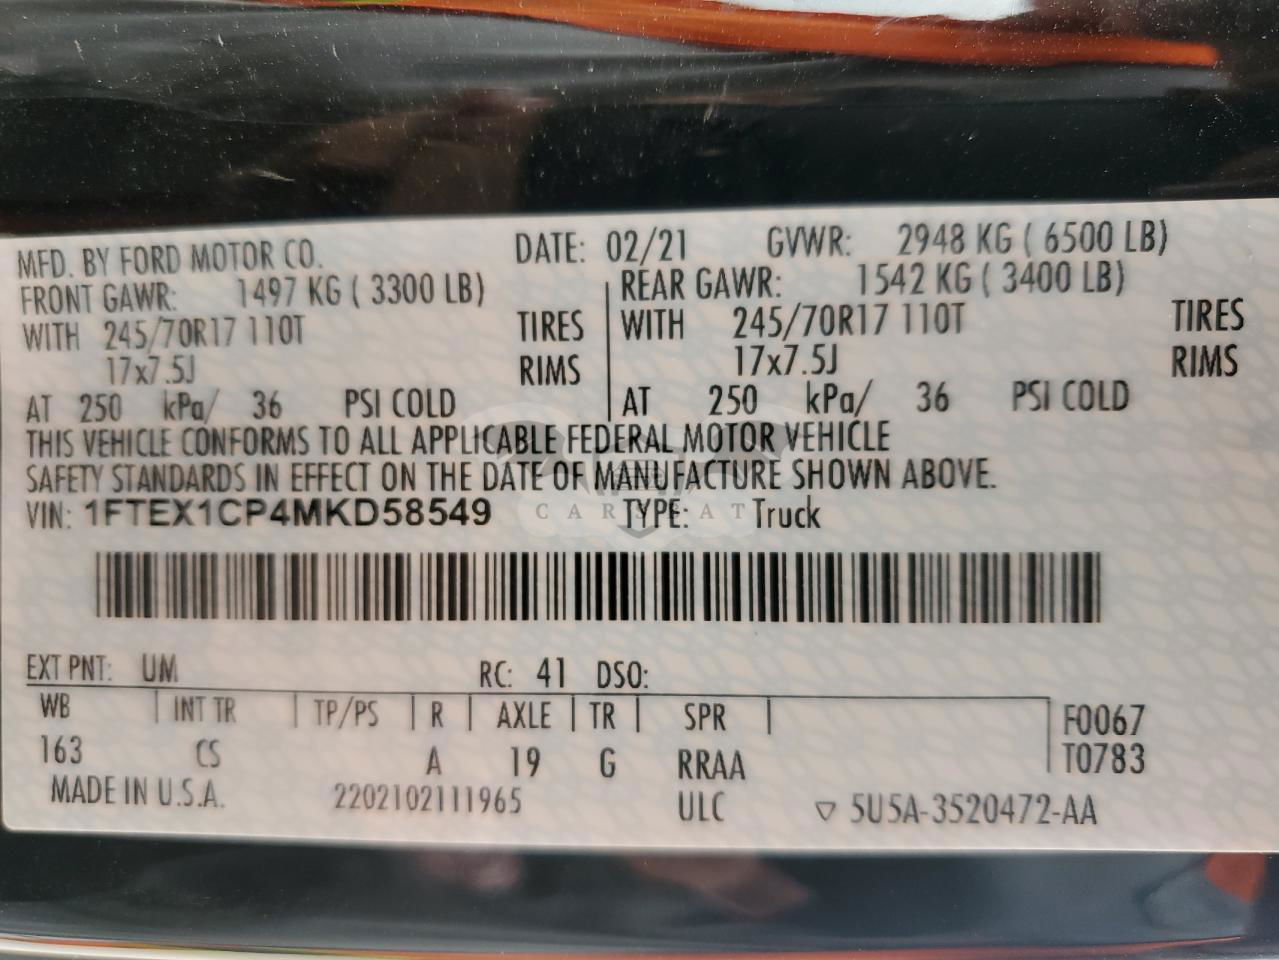 MFD. BY FORD MOTOR CO. DATE: 02/21 GVWR: 2948 KG ( 6500 LB)
FRONT GAWR: 1497 KG ( 3300 LB) REAR GAWR: 1542 KG ( 3400 LB)
WITH 245/70R17 110T TIRES WITH 245/70R17 110T TIRES
17x7.5J RIMS 17x7.5J RIMS
AT 250 kPa/ 36 PSI COLD AT 250 kPa/ 36 PSI COLD
THIS VEHICLE CONFORMS TO ALL APPLICABLE FEDERAL MOTOR VEHICLE
SAFETY STANDARDS IN EFFECT ON THE DATE OF MANUFACTURE SHOWN ABOVE.
VIN: 1FTEX1CP4MKD58549 TYPE: Truck
EXT PNT: UM RC: 41 DSO:
WB INT TR TP/PS R AXLE TR SPR F0067
163 CS A 19 G RRAA T0783
MADE IN U.S.A. 2202102111965 ULC ▽ 5U5A-3520472-AA